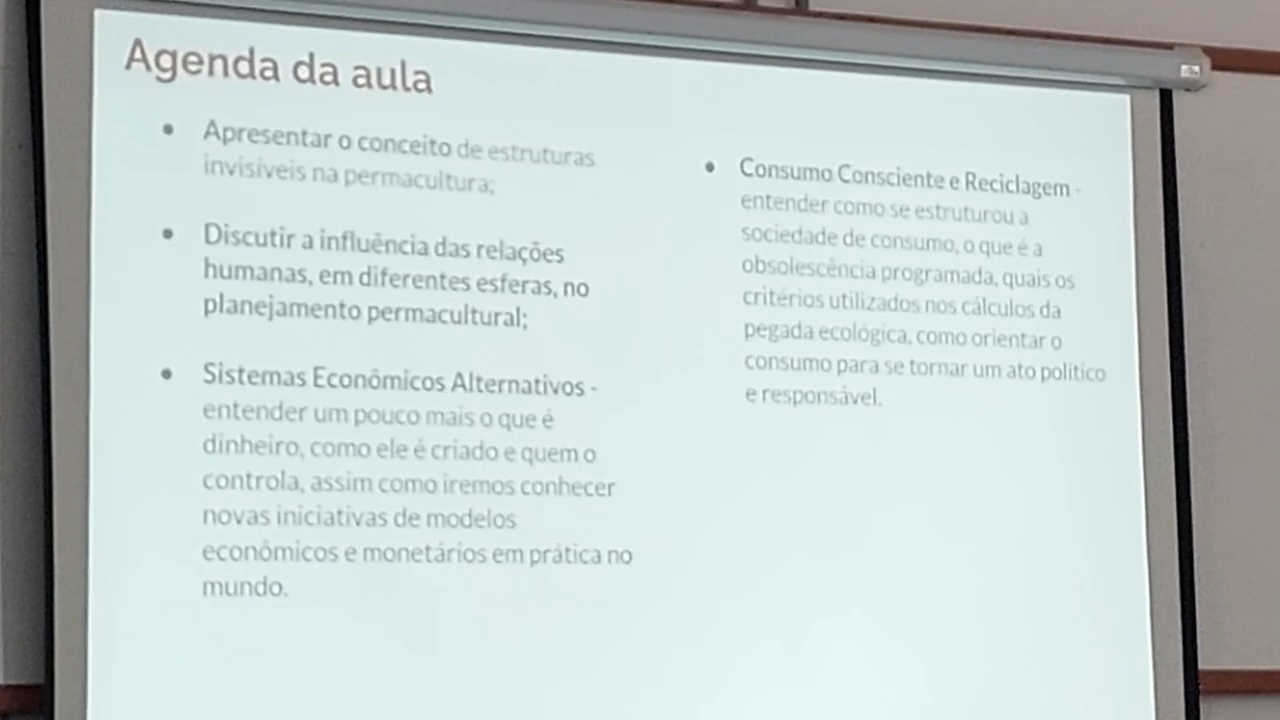 Agenda da aula
• Apresentar o conceito de estruturas
invisíveis na permacultura;
• Discutir a influência das relações
humanas, em diferentes esferas, no
planejamento permacultural;
• Sistemas Econômicos Alternativos -
entender um pouco mais o que é
dinheiro, como ele é criado e quem o
controla, assim como iremos conhecer
novas iniciativas de modelos
econômicos e monetários em prática no
mundo.
• Consumo Consciente e Reciclagem -
entender como se estruturou a
sociedade de consumo, o que é a
obsolescência programada, quais os
critérios utilizados nos cálculos da
pegada ecológica, como orientar o
consumo para se tornar um ato político
e responsável.